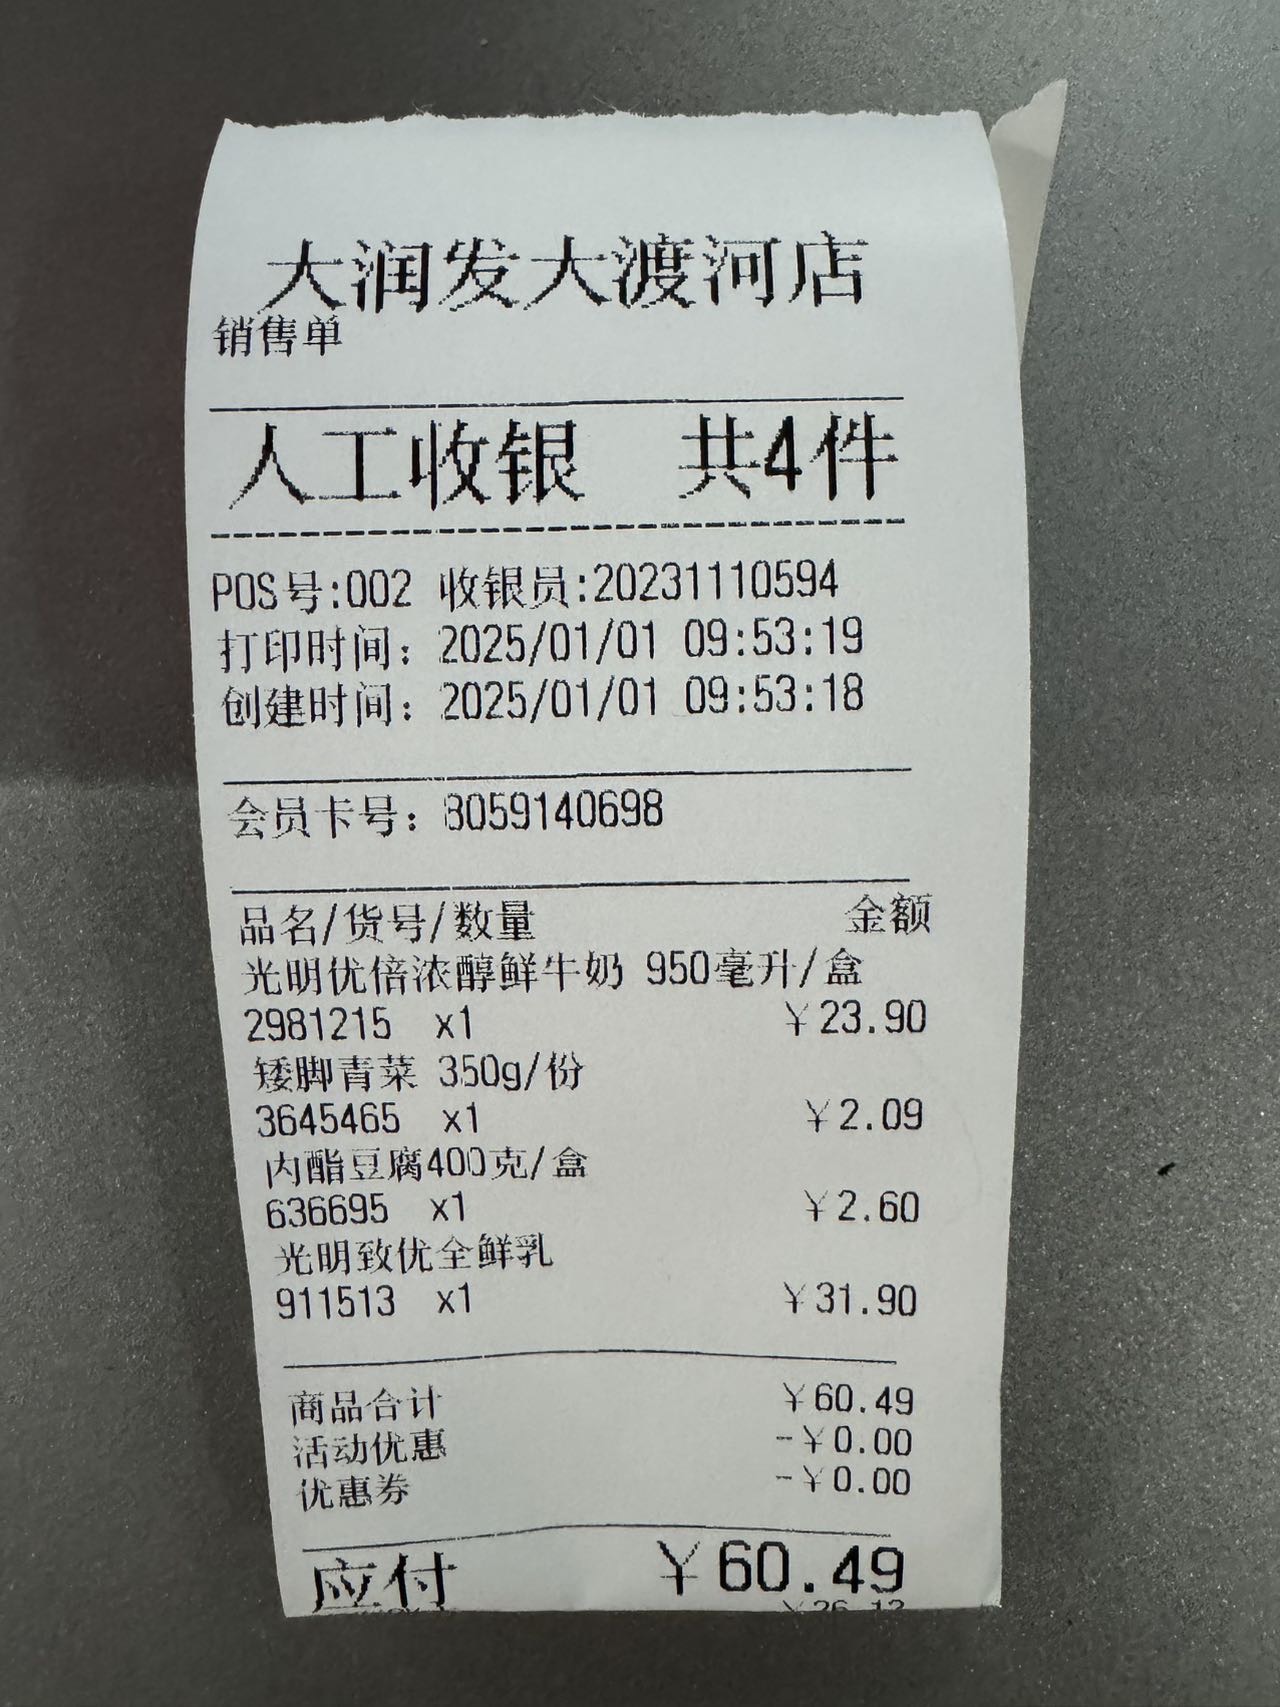 大润发大渡河店
销售单
人工收银 共4件
POS号:002 收银员:20231110594
打印时间: 2025/01/01 09:53:19
创建时间: 2025/01/01 09:53:18
会员卡号: 8059140698
品名/货号/数量 金额
光明优倍浓醇鲜牛奶 950毫升/盒
2981215 x1 ￥23.90
矮脚青菜 350g/份
3645465 x1 ￥2.09
内酯豆腐400克/盒
636695 x1 ￥2.60
光明致优全鲜乳
911513 x1 ￥31.90
商品合计 ￥60.49
活动优惠 -￥0.00
优惠券 -￥0.00
应付 ￥60.49